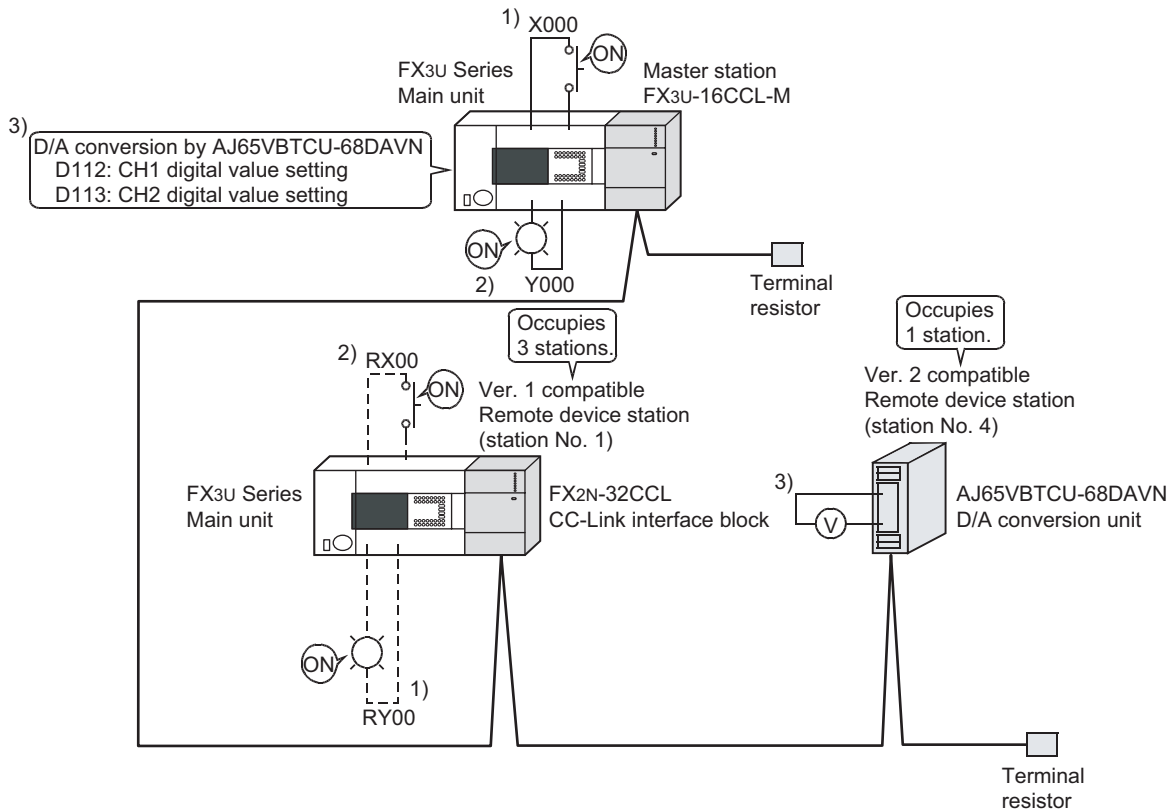 1) X000
ON
FX3U Series
Main unit
Master station
FX3U-16CCL-M
3)
D/A conversion by AJ65VBTCU-68DAVN
D112: CH1 digital value setting
D113: CH2 digital value setting
ON
2) Y000
Terminal
resistor
Occupies
3 stations.
Occupies
1 station.
2) RX00
ON
Ver. 1 compatible
Remote device station
(station No. 1)
Ver. 2 compatible
Remote device station
(station No. 4)
FX3U Series
Main unit
FX2N-32CCL
CC-Link interface block
3)
V
AJ65VBTCU-68DAVN
D/A conversion unit
ON
1)
RY00
Terminal
resistor